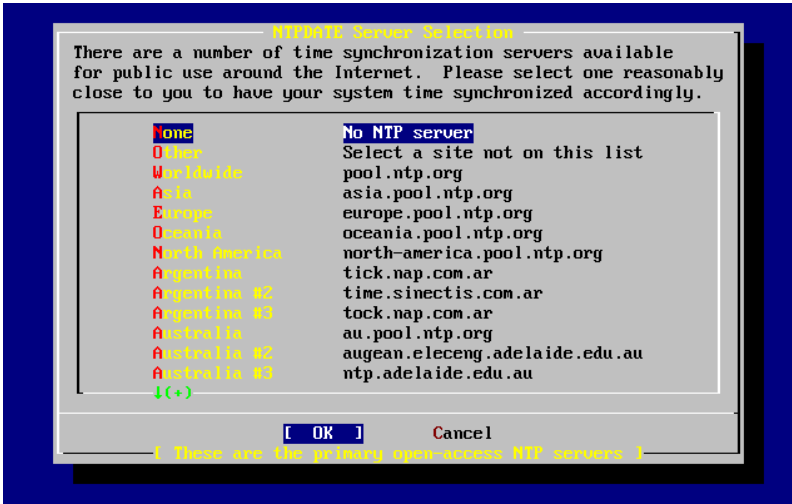 NTPDATE Server Selection
There are a number of time synchronization servers available
for public use around the Internet.  Please select one reasonably
close to you to have your system time synchronized accordingly.
None No NTP server
Other Select a site not on this list
Worldwide pool.ntp.org
Asia asia.pool.ntp.org
Europe europe.pool.ntp.org
Oceania oceania.pool.ntp.org
North America north-america.pool.ntp.org
Argentina tick.nap.com.ar
Argentina #2 time.sinectis.com.ar
Argentina #3 tock.nap.com.ar
Australia au.pool.ntp.org
Australia #2 augean.eleceng.adelaide.edu.au
Australia #3 ntp.adelaide.edu.au
↓(+)
[ OK ] Cancel
[ These are the primary open-access NTP servers ]